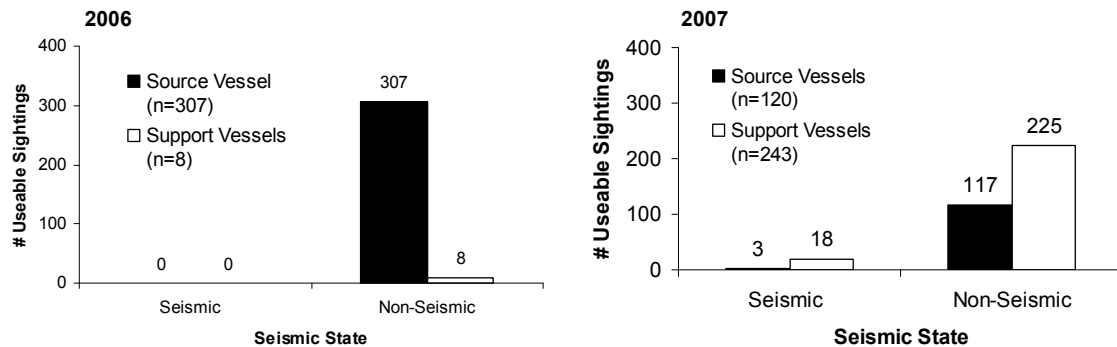 2006
# Useable Sightings
400
300
200
100
0
Source Vessel
(n=307)
Support Vessels
(n=8)
307
8
0
0
Seismic
Non-Seismic
Seismic State
2007
# Useable Sightings
400
300
200
100
0
Source Vessels
(n=120)
Support Vessels
(n=243)
3
18
117
225
Seismic
Non-Seismic
Seismic State